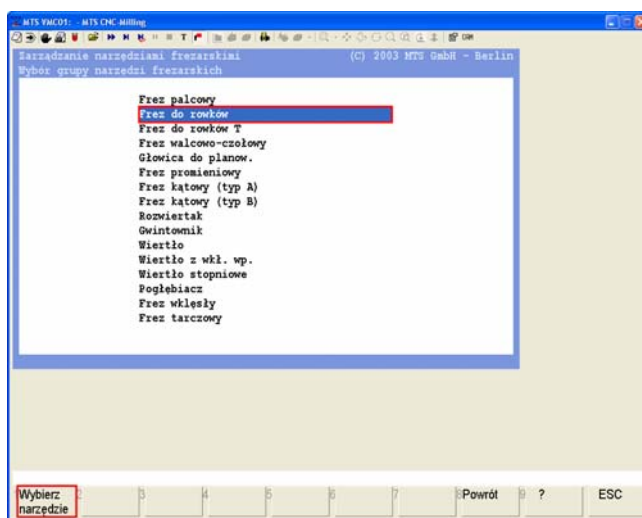 MTS VMC01: - MTS CNC-Milling
Zarządzanie narzędziami frezarskimi (C) 2003 MTS GmbH - Berlin
Wybór grupy narzędzi frezarskich
Frez palcowy
Frez do rowków
Frez do rowków T
Frez walcowo-czołowy
Głowica do planow.
Frez promieniowy
Frez kątowy (typ A)
Frez kątowy (typ B)
Rozwiertak
Gwintownik
Wiertło
Wiertło z wkł. wp.
Wiertło stopniowe
Pogłębiacz
Frez wklęsły
Frez tarczowy
Wybierz 2 3 4 5 6 7 8 Powrót 9 ? ESC
narzędzie